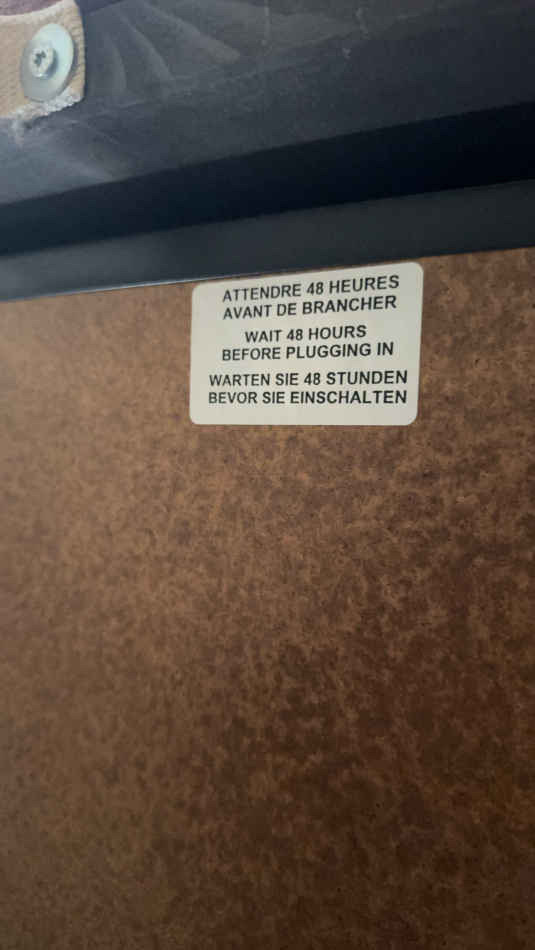 ATTENDRE 48 HEURES
AVANT DE BRANCHER
WAIT 48 HOURS
BEFORE PLUGGING IN
WARTEN SIE 48 STUNDEN
BEVOR SIE EINSCHALTEN